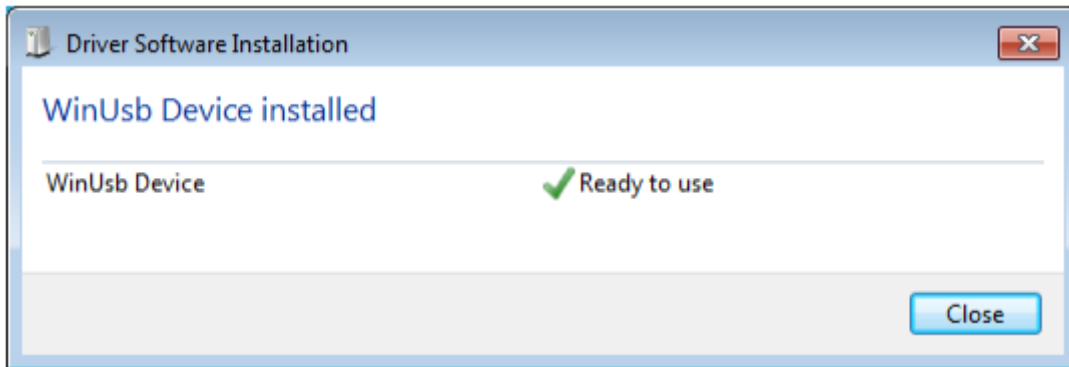 Driver Software Installation
WinUsb Device installed
WinUsb Device Ready to use
Close